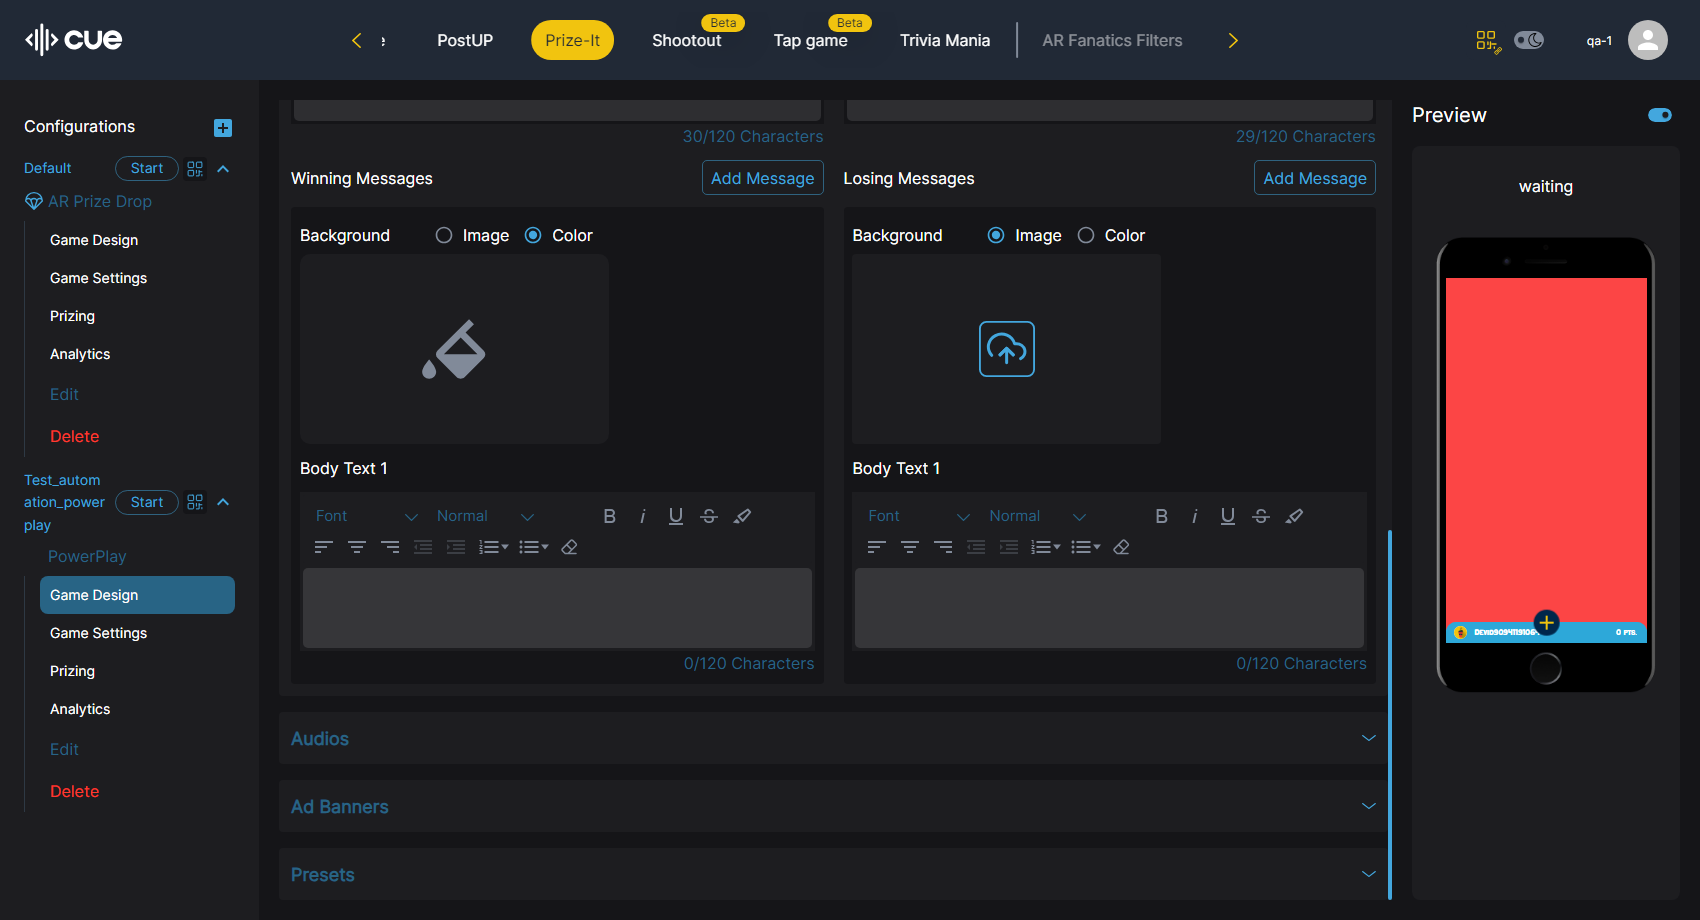 cue
e
PostUP
Prize-It
Shootout
Beta
Tap game
Beta
Trivia Mania
AR Fanatics Filters
qa-1
Configurations
Default
Start
AR Prize Drop
Game Design
Game Settings
Prizing
Analytics
Edit
Delete
Test_autom
ation_power
play
Start
PowerPlay
Game Design
Game Settings
Prizing
Analytics
Edit
Delete
30/120 Characters
29/120 Characters
Winning Messages
Add Message
Losing Messages
Add Message
Background
Image
Color
Background
Image
Color
Body Text 1
Body Text 1
Font
Normal
B i U S
Font
Normal
B i U S
0/120 Characters
0/120 Characters
Audios
Ad Banners
Presets
Preview
waiting
0 PTS.